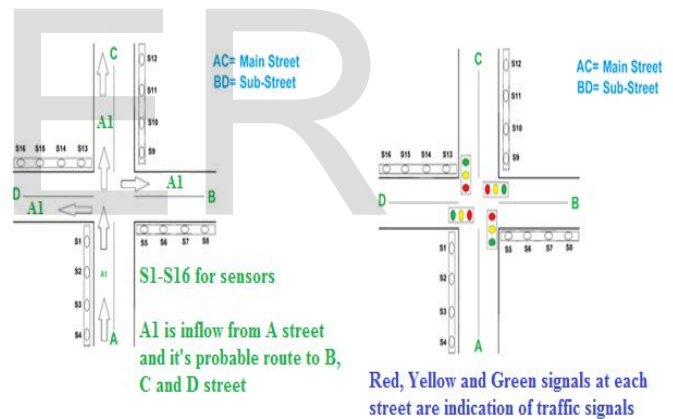 ER
C
S12
S11
S10
S9
AC= Main Street
BD= Sub-Street
A1
S16 S15 S14 S13
D
A1
B
A1
S1
S2
S3
S4
A1
A
S5 S6 S7 S8
S1-S16 for sensors
A1 is inflow from A street
and it's probable route to B,
C and D street
C
S12
S11
S10
S9
AC= Main Street
BD= Sub-Street
S16 S15 S14 S13
D
B
S1
S2
S3
S4
A
S5 S6 S7 S8
Red, Yellow and Green signals at each
street are indication of traffic signals